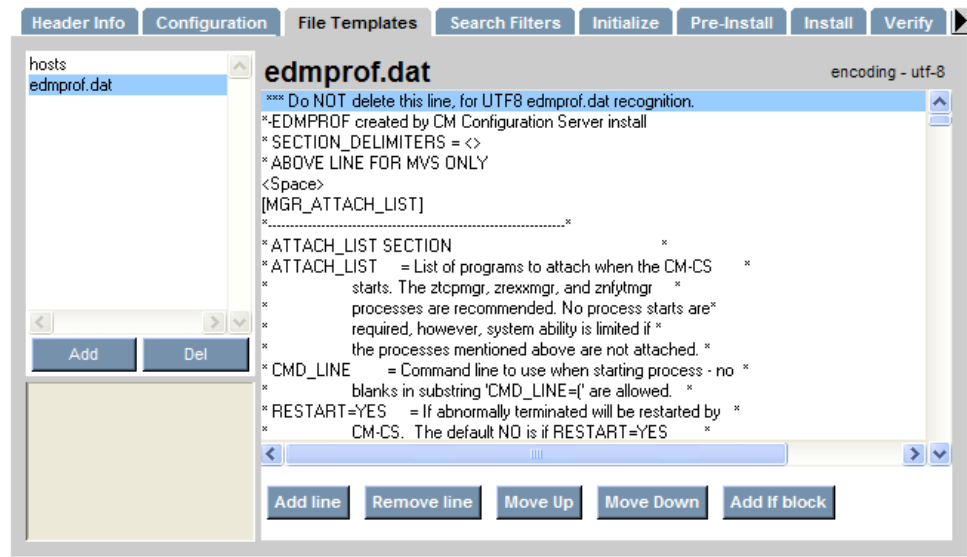 Header Info Configuration File Templates Search Filters Initialize Pre-Install Install Verify
hosts
edmprof.dat
Add Del
edmprof.dat encoding - utf-8
*** Do NOT delete this line, for UTF8 edmprof.dat recognition.
*-EDMPROF created by CM Configuration Server install
* SECTION_DELIMITERS = <>
* ABOVE LINE FOR MVS ONLY
<Space>
[MGR_ATTACH_LIST]
*--------------------------------------------------------------------*
* ATTACH_LIST SECTION *
* ATTACH_LIST = List of programs to attach when the CM-CS *
* starts. The ztcpmgr, zrexxmgr, and znfytmgr *
* processes are recommended. No process starts are*
* required, however, system ability is limited if *
* the processes mentioned above are not attached. *
* CMD_LINE = Command line to use when starting process - no *
* blanks in substring 'CMD_LINE=(' are allowed. *
* RESTART=YES = If abnormally terminated will be restarted by *
* CM-CS. The default NO is if RESTART=YES *
Add line Remove line Move Up Move Down Add If block